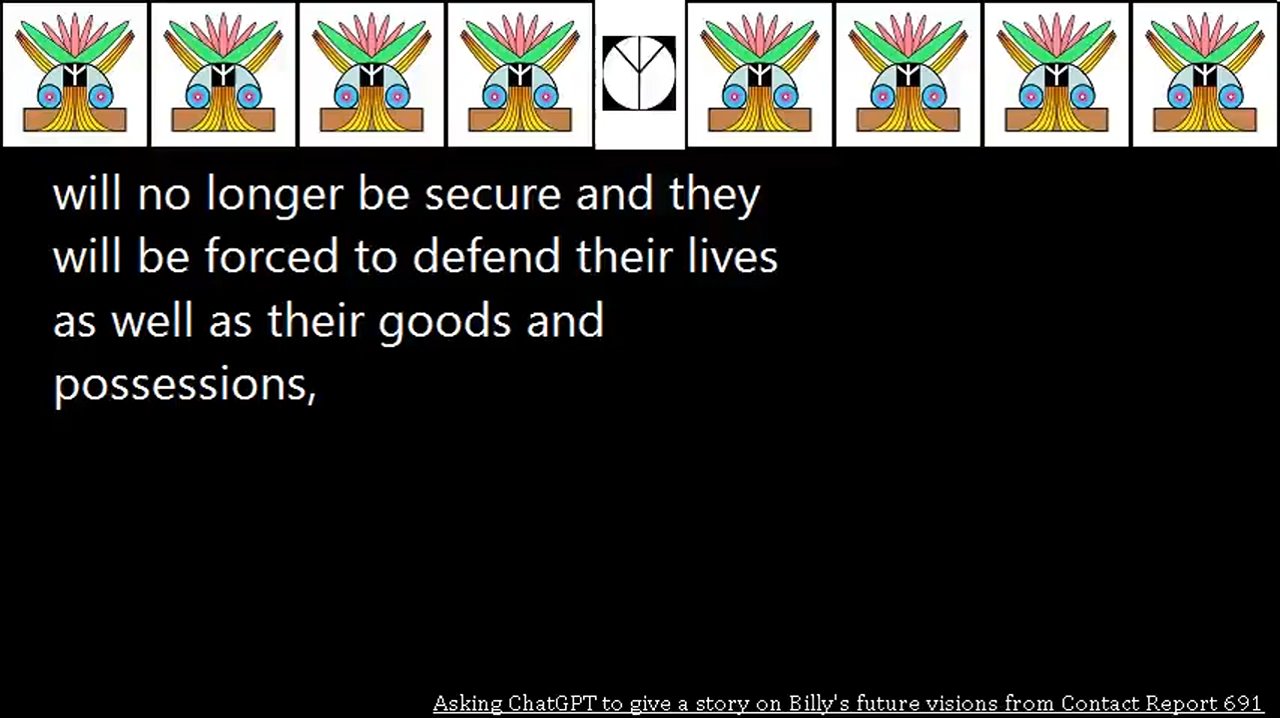 will no longer be secure and they
will be forced to defend their lives
as well as their goods and
possessions,
Asking ChatGPT to give a story on Billy's future visions from Contact Report 691